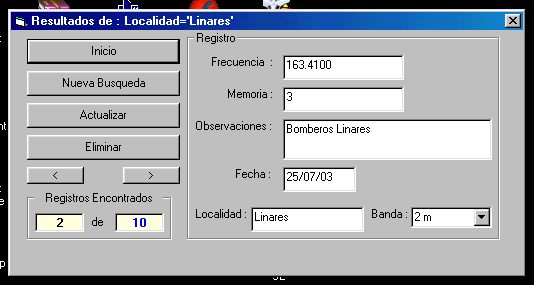 Resultados de : Localidad='Linares'
Inicio
Nueva Busqueda
Actualizar
Eliminar
< >
Registros Encontrados
2 de 10
Registro
Frecuencia : 163.4100
Memoria : 3
Observaciones : Bomberos Linares
Fecha : 25/07/03
Localidad : Linares Banda : 2 m